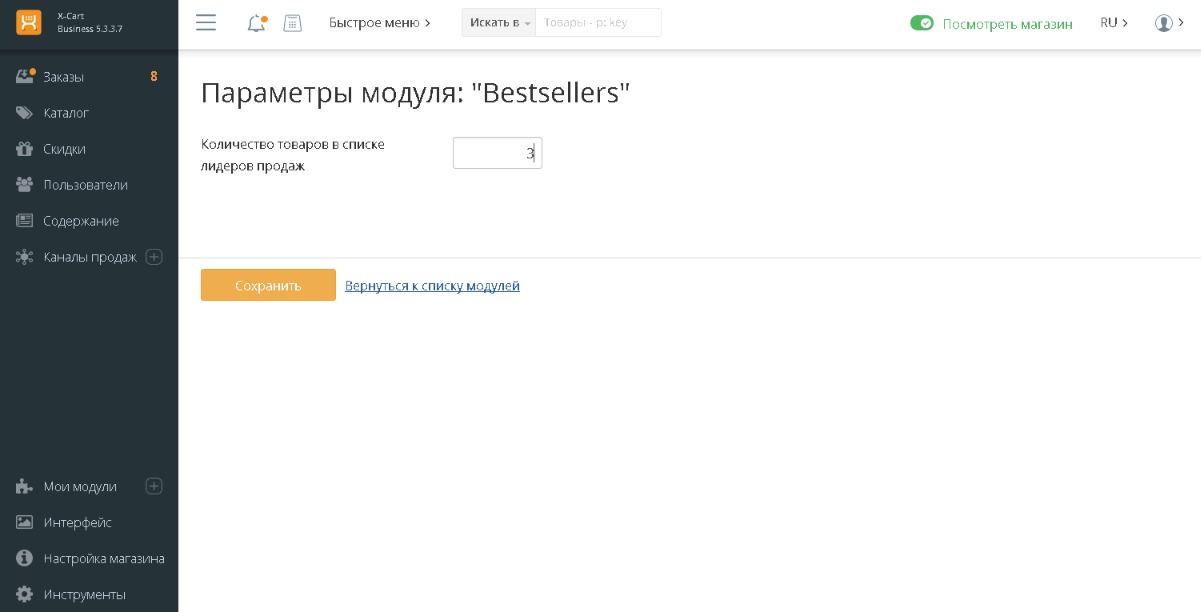 X-Cart
Business 5.3.3.7
Быстрое меню
Искать в
Товары - p: key
Посмотреть магазин
RU
Заказы
8
Каталог
Скидки
Пользователи
Содержание
Каналы продаж
Мои модули
Интерфейс
Настройка магазина
Инструменты
Параметры модуля: "Bestsellers"
Количество товаров в списке
лидеров продаж
3
Сохранить
Вернуться к списку модулей